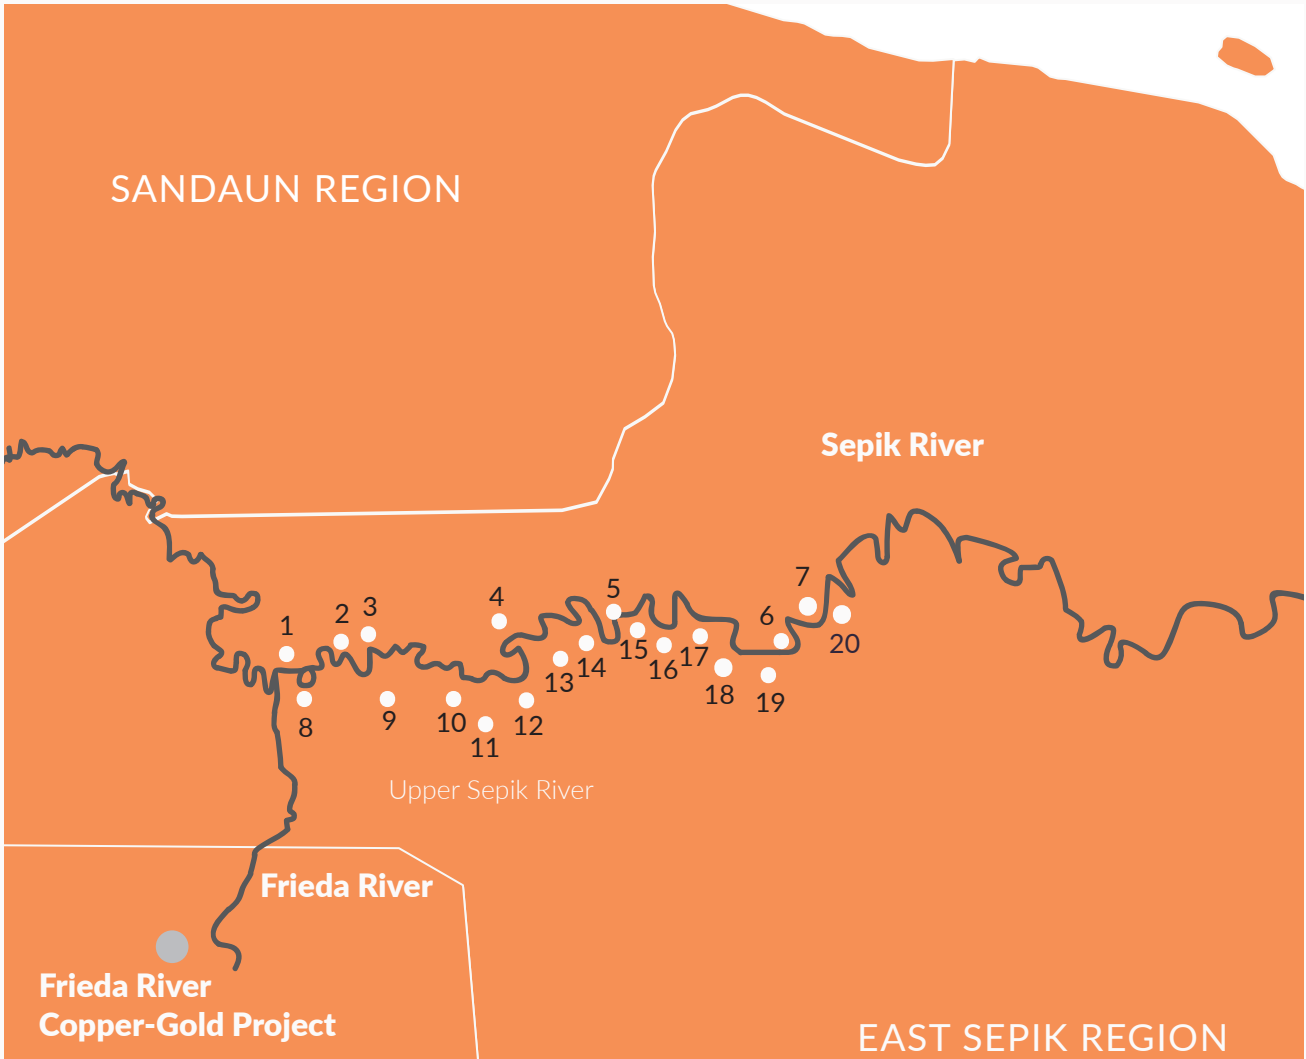 SANDAUN REGION
Sepik River
1
2
3
4
5
6
7
8
9
10
11
12
13
14
15
16
17
18
19
20
Upper Sepik River
Frieda River
Frieda River
Copper-Gold Project
EAST SEPIK REGION